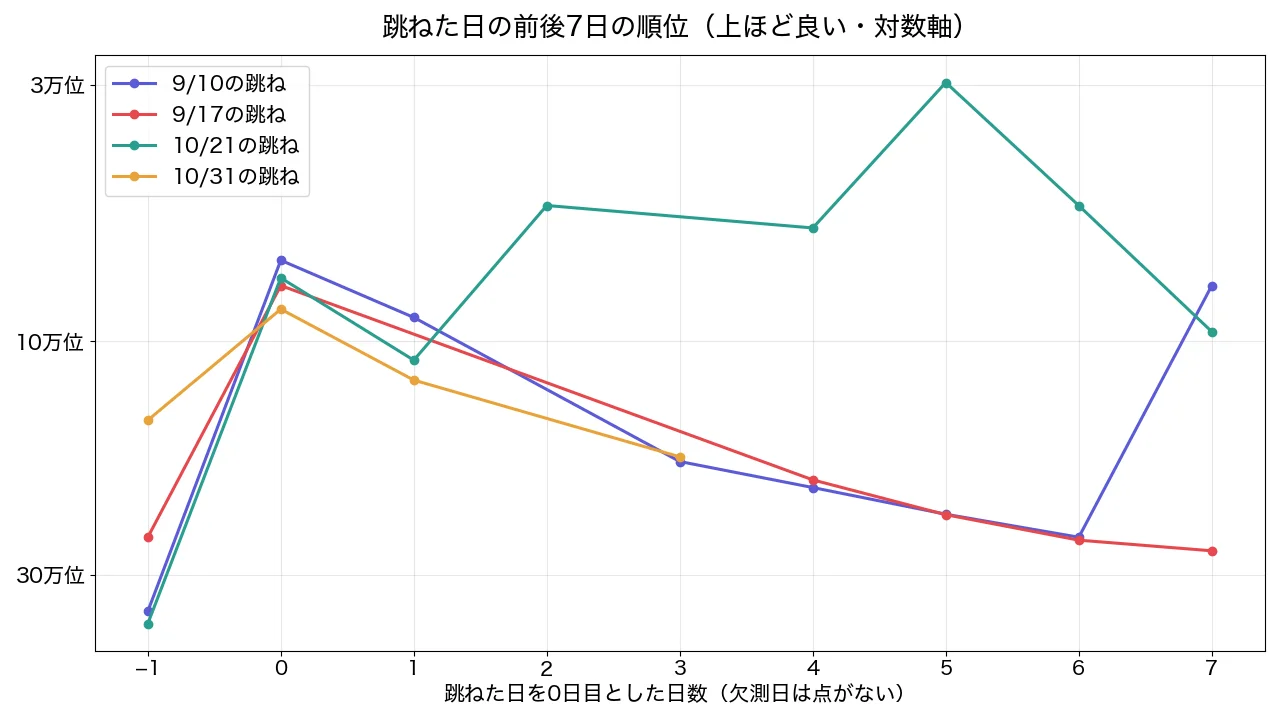 跳ねた日の前後7日の順位（上ほど良い・対数軸）
9/10の跳ね
9/17の跳ね
10/21の跳ね
10/31の跳ね
3万位
10万位
30万位
−1 0 1 2 3 4 5 6 7
跳ねた日を0日目とした日数（欠測日は点がない）